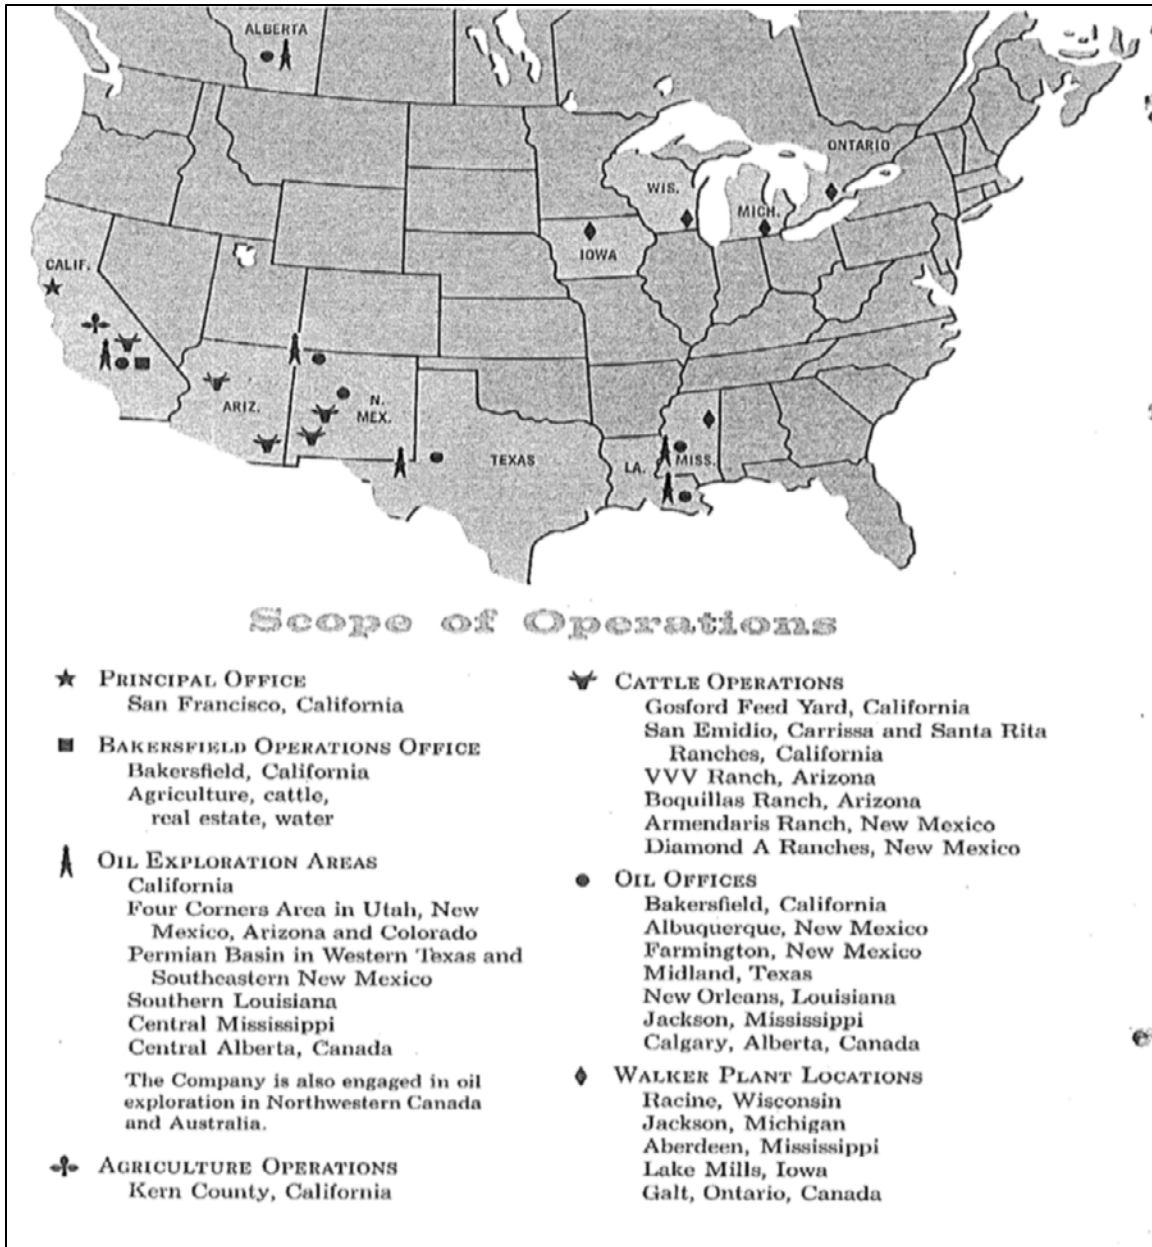 ALBERTA
ONTARIO
WIS.
MICH.
IOWA
CALIF.
ARIZ.
N.
MEX.
TEXAS
LA.
MISS.
Scope of Operations
PRINCIPAL OFFICE
San Francisco, California
BAKERSFIELD OPERATIONS OFFICE
Bakersfield, California
Agriculture, cattle,
real estate, water
OIL EXPLORATION AREAS
California
Four Corners Area in Utah, New
Mexico, Arizona and Colorado
Permian Basin in Western Texas and
Southeastern New Mexico
Southern Louisiana
Central Mississippi
Central Alberta, Canada
The Company is also engaged in oil
exploration in Northwestern Canada
and Australia.
AGRICULTURE OPERATIONS
Kern County, California
CATTLE OPERATIONS
Gosford Feed Yard, California
San Emidio, Carrissa and Santa Rita
Ranches, California
VVV Ranch, Arizona
Boquillas Ranch, Arizona
Armendaris Ranch, New Mexico
Diamond A Ranches, New Mexico
OIL OFFICES
Bakersfield, California
Albuquerque, New Mexico
Farmington, New Mexico
Midland, Texas
New Orleans, Louisiana
Jackson, Mississippi
Calgary, Alberta, Canada
WALKER PLANT LOCATIONS
Racine, Wisconsin
Jackson, Michigan
Aberdeen, Mississippi
Lake Mills, Iowa
Galt, Ontario, Canada